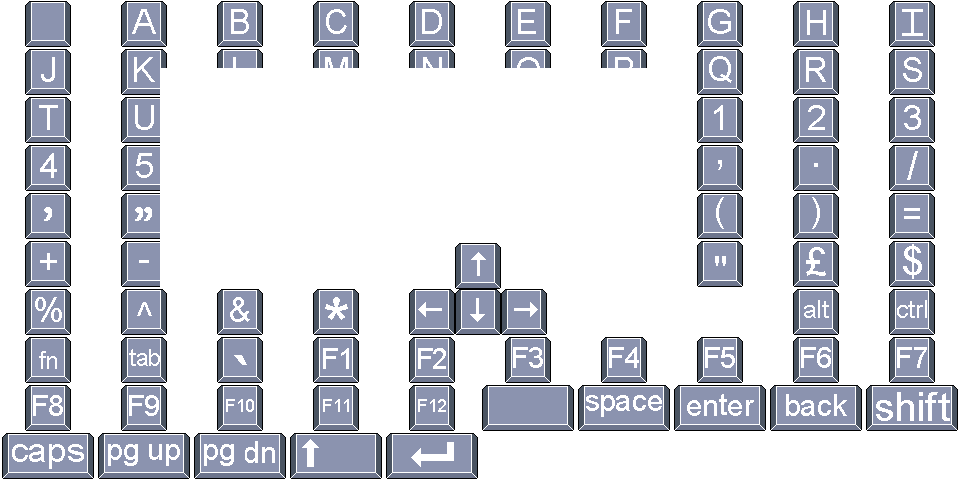 A B C D E F G H I
J K M N Q R S
T U 1 2 3
4 5 , · /
, ” ( ) =
+ - ↑ " £ $
% ^ & * ← ↓ → alt ctrl
fn tab ` F1 F2 F3 F4 F5 F6 F7
F8 F9 F10 F11 F12 space enter back shift
caps pg up pg dn ⬆ ↵